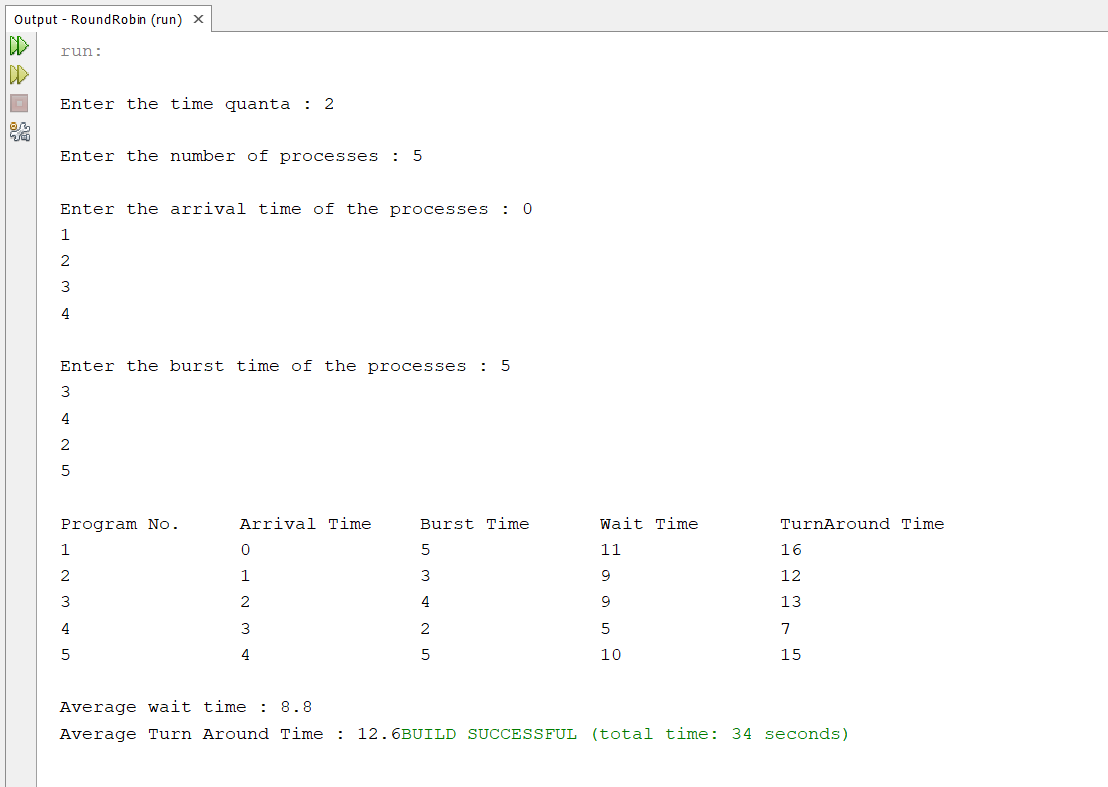 Output - RoundRobin (run)
run:
Enter the time quanta : 2
Enter the number of processes : 5
Enter the arrival time of the processes : 0
1
2
3
4
Enter the burst time of the processes : 5
3
4
2
5
Program No. Arrival Time Burst Time Wait Time TurnAround Time
1 0 5 11 16
2 1 3 9 12
3 2 4 9 13
4 3 2 5 7
5 4 5 10 15
Average wait time : 8.8
Average Turn Around Time : 12.6BUILD SUCCESSFUL (total time: 34 seconds)